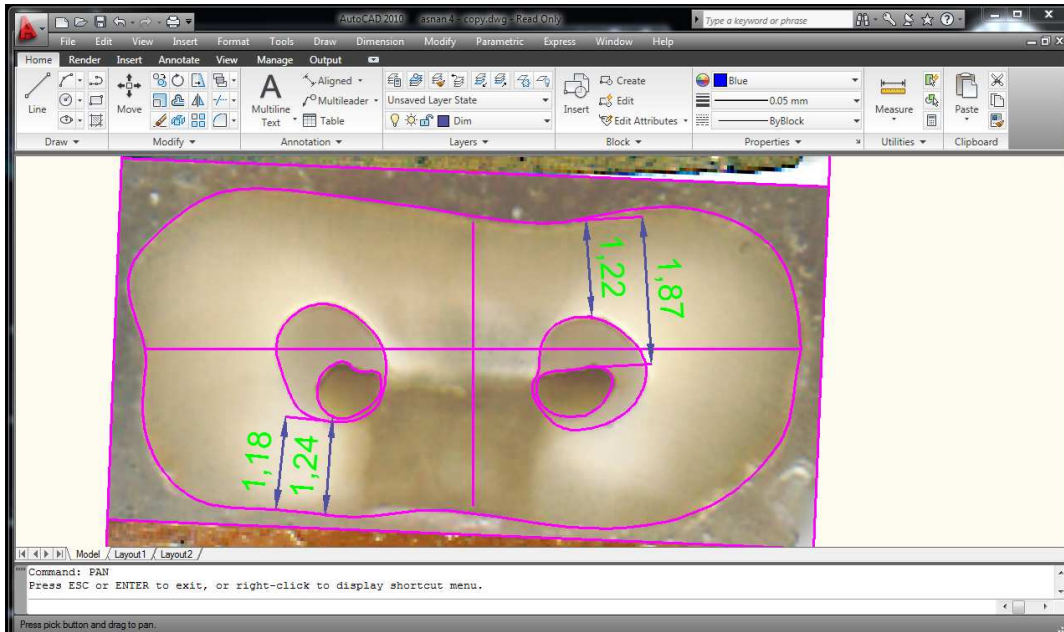 AutoCAD 2010 asnan 4 - copy.dwg - Read Only
Type a keyword or phrase
File Edit View Insert Format Tools Draw Dimension Modify Parametric Express Window Help
Home Render Insert Annotate View Manage Output
Line
Move
A
Multiline
Text
Aligned
Multileader
Table
Unsaved Layer State
Dim
Insert
Create
Edit
Edit Attributes
Blue
0.05 mm
ByBlock
Measure
Paste
Draw Modify Annotation Layers Block Properties Utilities Clipboard
1,22
1,87
1,18
1,24
Model Layout1 Layout2
Command: PAN
Press ESC or ENTER to exit, or right-click to display shortcut menu.
Press pick button and drag to pan.